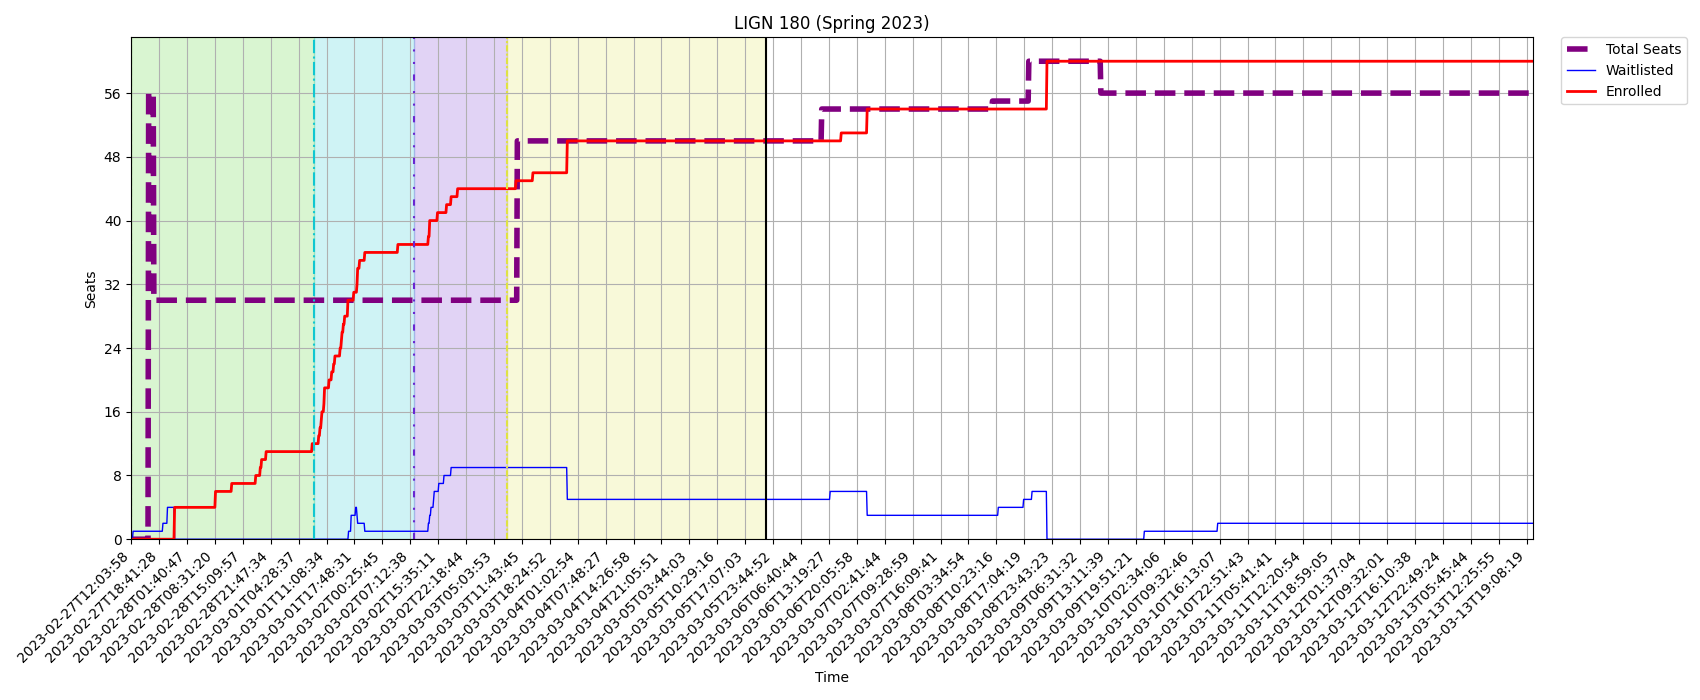 LIGN 180 (Spring 2023)
Total Seats
Waitlisted
Enrolled
Seats
56
48
40
32
24
16
8
0
2023-02-27T12:03:58
2023-02-27T18:41:28
2023-02-28T01:40:47
2023-02-28T08:31:20
2023-02-28T15:09:57
2023-02-28T21:47:34
2023-03-01T04:28:37
2023-03-01T11:08:34
2023-03-01T17:48:31
2023-03-02T00:25:45
2023-03-02T07:12:38
2023-03-02T15:35:11
2023-03-02T22:18:44
2023-03-03T05:03:53
2023-03-03T11:43:45
2023-03-03T18:24:52
2023-03-04T01:02:54
2023-03-04T07:48:27
2023-03-04T14:26:58
2023-03-04T21:05:51
2023-03-05T03:44:03
2023-03-05T10:29:16
2023-03-05T17:07:03
2023-03-05T23:44:52
2023-03-06T06:40:44
2023-03-06T13:19:27
2023-03-06T20:05:58
2023-03-07T02:41:44
2023-03-07T09:28:59
2023-03-07T16:09:41
2023-03-08T03:34:54
2023-03-08T10:23:16
2023-03-08T17:04:19
2023-03-08T23:43:23
2023-03-09T06:31:32
2023-03-09T13:11:39
2023-03-09T19:51:21
2023-03-10T02:34:06
2023-03-10T09:32:46
2023-03-10T16:13:07
2023-03-10T22:51:43
2023-03-11T05:41:41
2023-03-11T12:20:54
2023-03-11T18:59:05
2023-03-12T01:37:04
2023-03-12T09:32:01
2023-03-12T16:10:38
2023-03-12T22:49:24
2023-03-13T05:45:44
2023-03-13T12:25:55
2023-03-13T19:08:19
Time